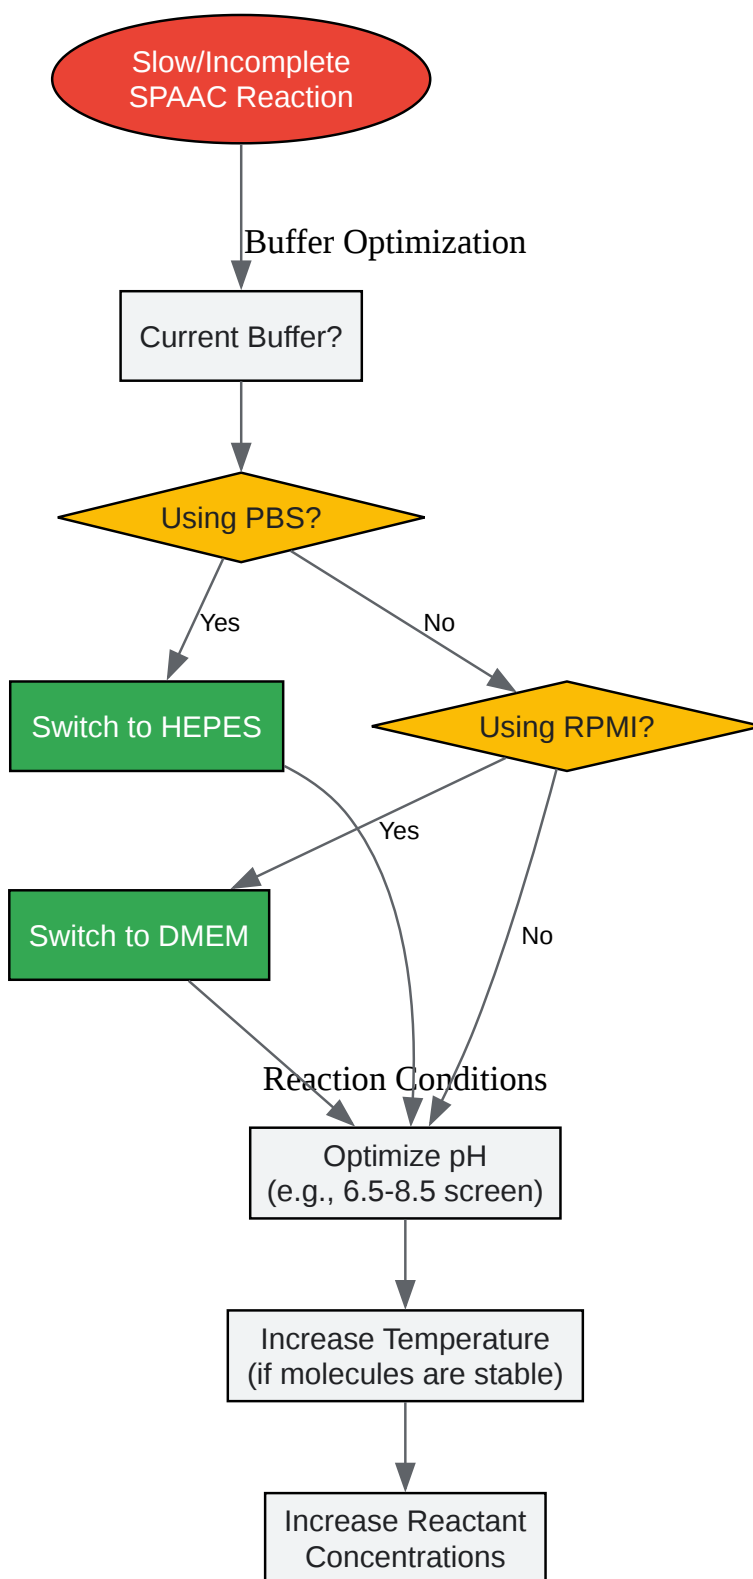 Slow/Incomplete
SPAAC Reaction
Buffer Optimization
Current Buffer?
Using PBS?
Yes
No
Switch to HEPES
Using RPMI?
Yes
Switch to DMEM
No
Reaction Conditions
Optimize pH
(e.g., 6.5-8.5 screen)
Increase Temperature
(if molecules are stable)
Increase Reactant
Concentrations